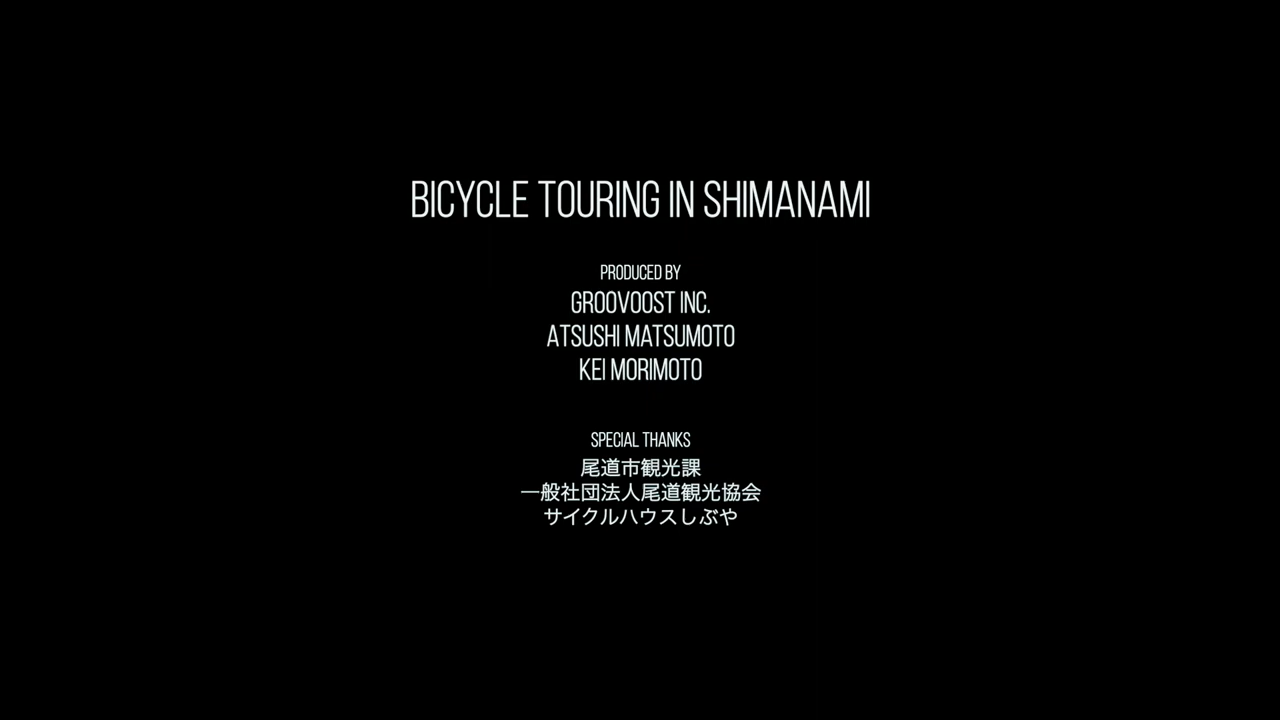 BICYCLE TOURING IN SHIMANAMI
PRODUCED BY
GROOVOOST INC.
ATSUSHI MATSUMOTO
KEI MORIMOTO
SPECIAL THANKS
尾道市観光課
一般社団法人尾道観光協会
サイクルハウスしぶや